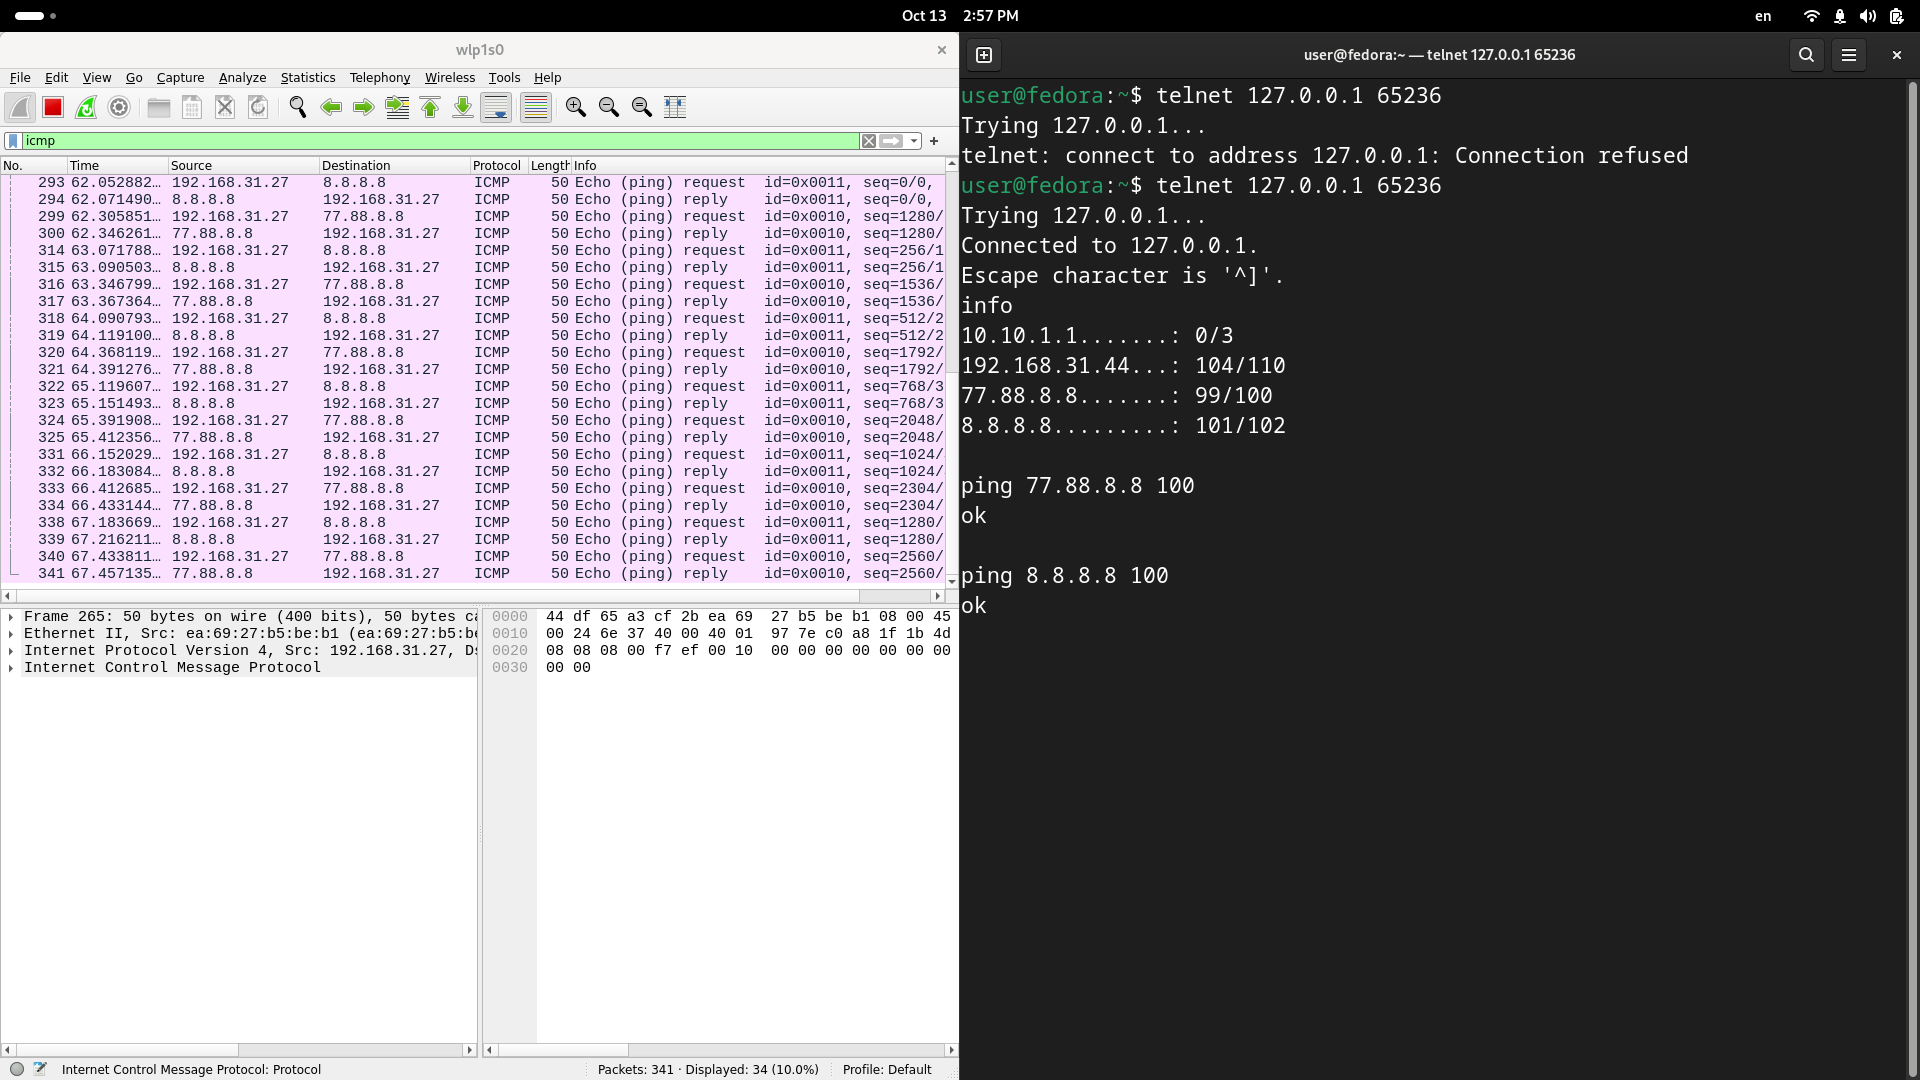 Oct 13 2:57 PM
en
wlp1s0
File Edit View Go Capture Analyze Statistics Telephony Wireless Tools Help
icmp
No. Time Source Destination Protocol Length Info
293 62.052882… 192.168.31.27 8.8.8.8 ICMP 50 Echo (ping) request id=0x0011, seq=0/0,
294 62.071490… 8.8.8.8 192.168.31.27 ICMP 50 Echo (ping) reply id=0x0011, seq=0/0,
299 62.305851… 192.168.31.27 77.88.8.8 ICMP 50 Echo (ping) request id=0x0010, seq=1280/
300 62.346261… 77.88.8.8 192.168.31.27 ICMP 50 Echo (ping) reply id=0x0010, seq=1280/
314 63.071788… 192.168.31.27 8.8.8.8 ICMP 50 Echo (ping) request id=0x0011, seq=256/1
315 63.090503… 8.8.8.8 192.168.31.27 ICMP 50 Echo (ping) reply id=0x0011, seq=256/1
316 63.346799… 192.168.31.27 77.88.8.8 ICMP 50 Echo (ping) request id=0x0010, seq=1536/
317 63.367364… 77.88.8.8 192.168.31.27 ICMP 50 Echo (ping) reply id=0x0010, seq=1536/
318 64.090793… 192.168.31.27 8.8.8.8 ICMP 50 Echo (ping) request id=0x0011, seq=512/2
319 64.119100… 8.8.8.8 192.168.31.27 ICMP 50 Echo (ping) reply id=0x0011, seq=512/2
320 64.368119… 192.168.31.27 77.88.8.8 ICMP 50 Echo (ping) request id=0x0010, seq=1792/
321 64.391276… 77.88.8.8 192.168.31.27 ICMP 50 Echo (ping) reply id=0x0010, seq=1792/
322 65.119607… 192.168.31.27 8.8.8.8 ICMP 50 Echo (ping) request id=0x0011, seq=768/3
323 65.151493… 8.8.8.8 192.168.31.27 ICMP 50 Echo (ping) reply id=0x0011, seq=768/3
324 65.391908… 192.168.31.27 77.88.8.8 ICMP 50 Echo (ping) request id=0x0010, seq=2048/
325 65.412356… 77.88.8.8 192.168.31.27 ICMP 50 Echo (ping) reply id=0x0010, seq=2048/
331 66.152029… 192.168.31.27 8.8.8.8 ICMP 50 Echo (ping) request id=0x0011, seq=1024/
332 66.183084… 8.8.8.8 192.168.31.27 ICMP 50 Echo (ping) reply id=0x0011, seq=1024/
333 66.412685… 192.168.31.27 77.88.8.8 ICMP 50 Echo (ping) request id=0x0010, seq=2304/
334 66.433144… 77.88.8.8 192.168.31.27 ICMP 50 Echo (ping) reply id=0x0010, seq=2304/
338 67.183669… 192.168.31.27 8.8.8.8 ICMP 50 Echo (ping) request id=0x0011, seq=1280/
339 67.216211… 8.8.8.8 192.168.31.27 ICMP 50 Echo (ping) reply id=0x0011, seq=1280/
340 67.433811… 192.168.31.27 77.88.8.8 ICMP 50 Echo (ping) request id=0x0010, seq=2560/
341 67.457135… 77.88.8.8 192.168.31.27 ICMP 50 Echo (ping) reply id=0x0010, seq=2560/
Frame 265: 50 bytes on wire (400 bits), 50 bytes ca
Ethernet II, Src: ea:69:27:b5:be:b1 (ea:69:27:b5:be
Internet Protocol Version 4, Src: 192.168.31.27, Ds
Internet Control Message Protocol
0000 44 df 65 a3 cf 2b ea 69 27 b5 be b1 08 00 45
0010 00 24 6e 37 40 00 40 01 97 7e c0 a8 1f 1b 4d
0020 08 08 08 00 f7 ef 00 10 00 00 00 00 00 00 00
0030 00 00
Internet Control Message Protocol: Protocol
Packets: 341 · Displayed: 34 (10.0%)
Profile: Default
user@fedora:~ — telnet 127.0.0.1 65236
user@fedora:~$ telnet 127.0.0.1 65236
Trying 127.0.0.1...
telnet: connect to address 127.0.0.1: Connection refused
user@fedora:~$ telnet 127.0.0.1 65236
Trying 127.0.0.1...
Connected to 127.0.0.1.
Escape character is '^]'.
info
10.10.1.1.......: 0/3
192.168.31.44...: 104/110
77.88.8.8.......: 99/100
8.8.8.8.........: 101/102
ping 77.88.8.8 100
ok
ping 8.8.8.8 100
ok